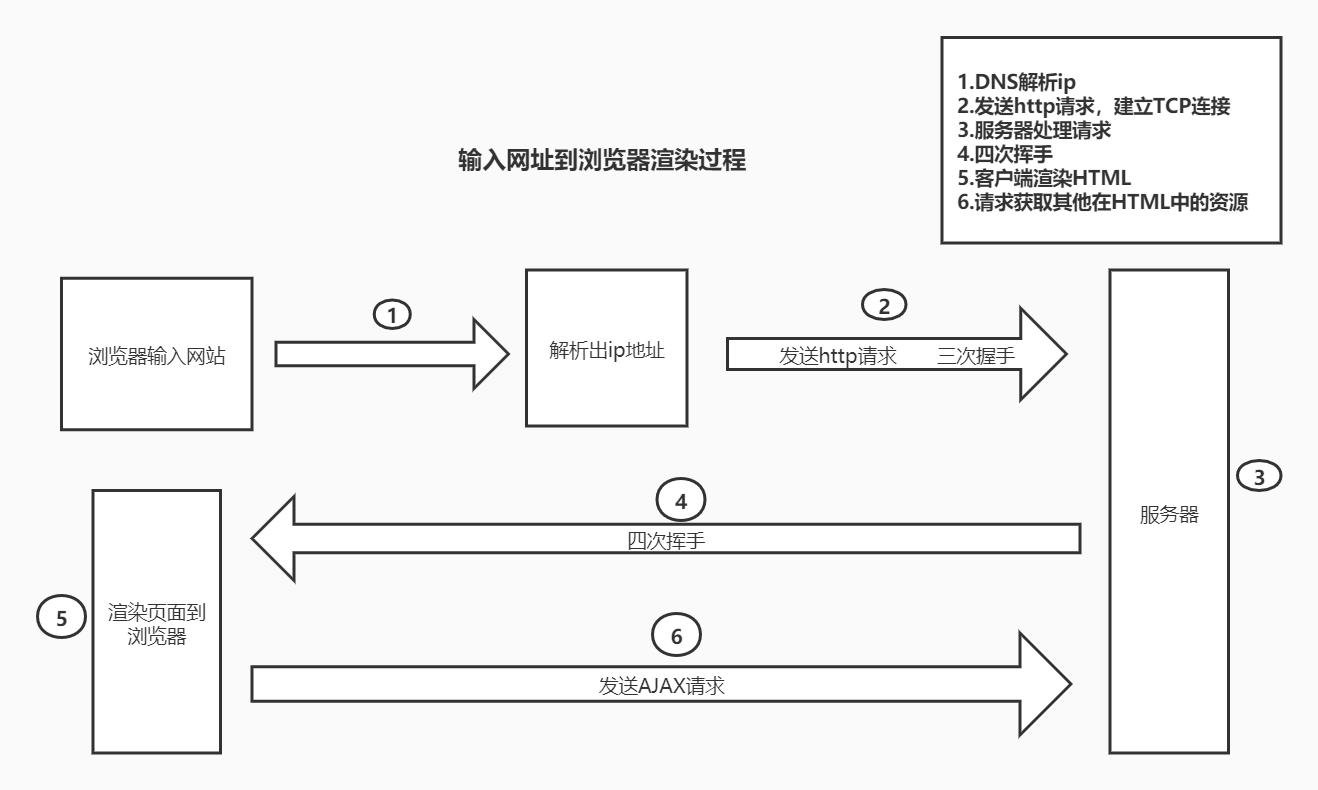 1.DNS解析ip
2.发送http请求，建立TCP连接
3.服务器处理请求
4.四次挥手
5.客户端渲染HTML
6.请求获取其他在HTML中的资源
输入网址到浏览器渲染过程
1
2
浏览器输入网站
解析出ip地址
发送http请求 三次握手
3
4
服务器
四次挥手
5
渲染页面到
浏览器
6
发送AJAX请求